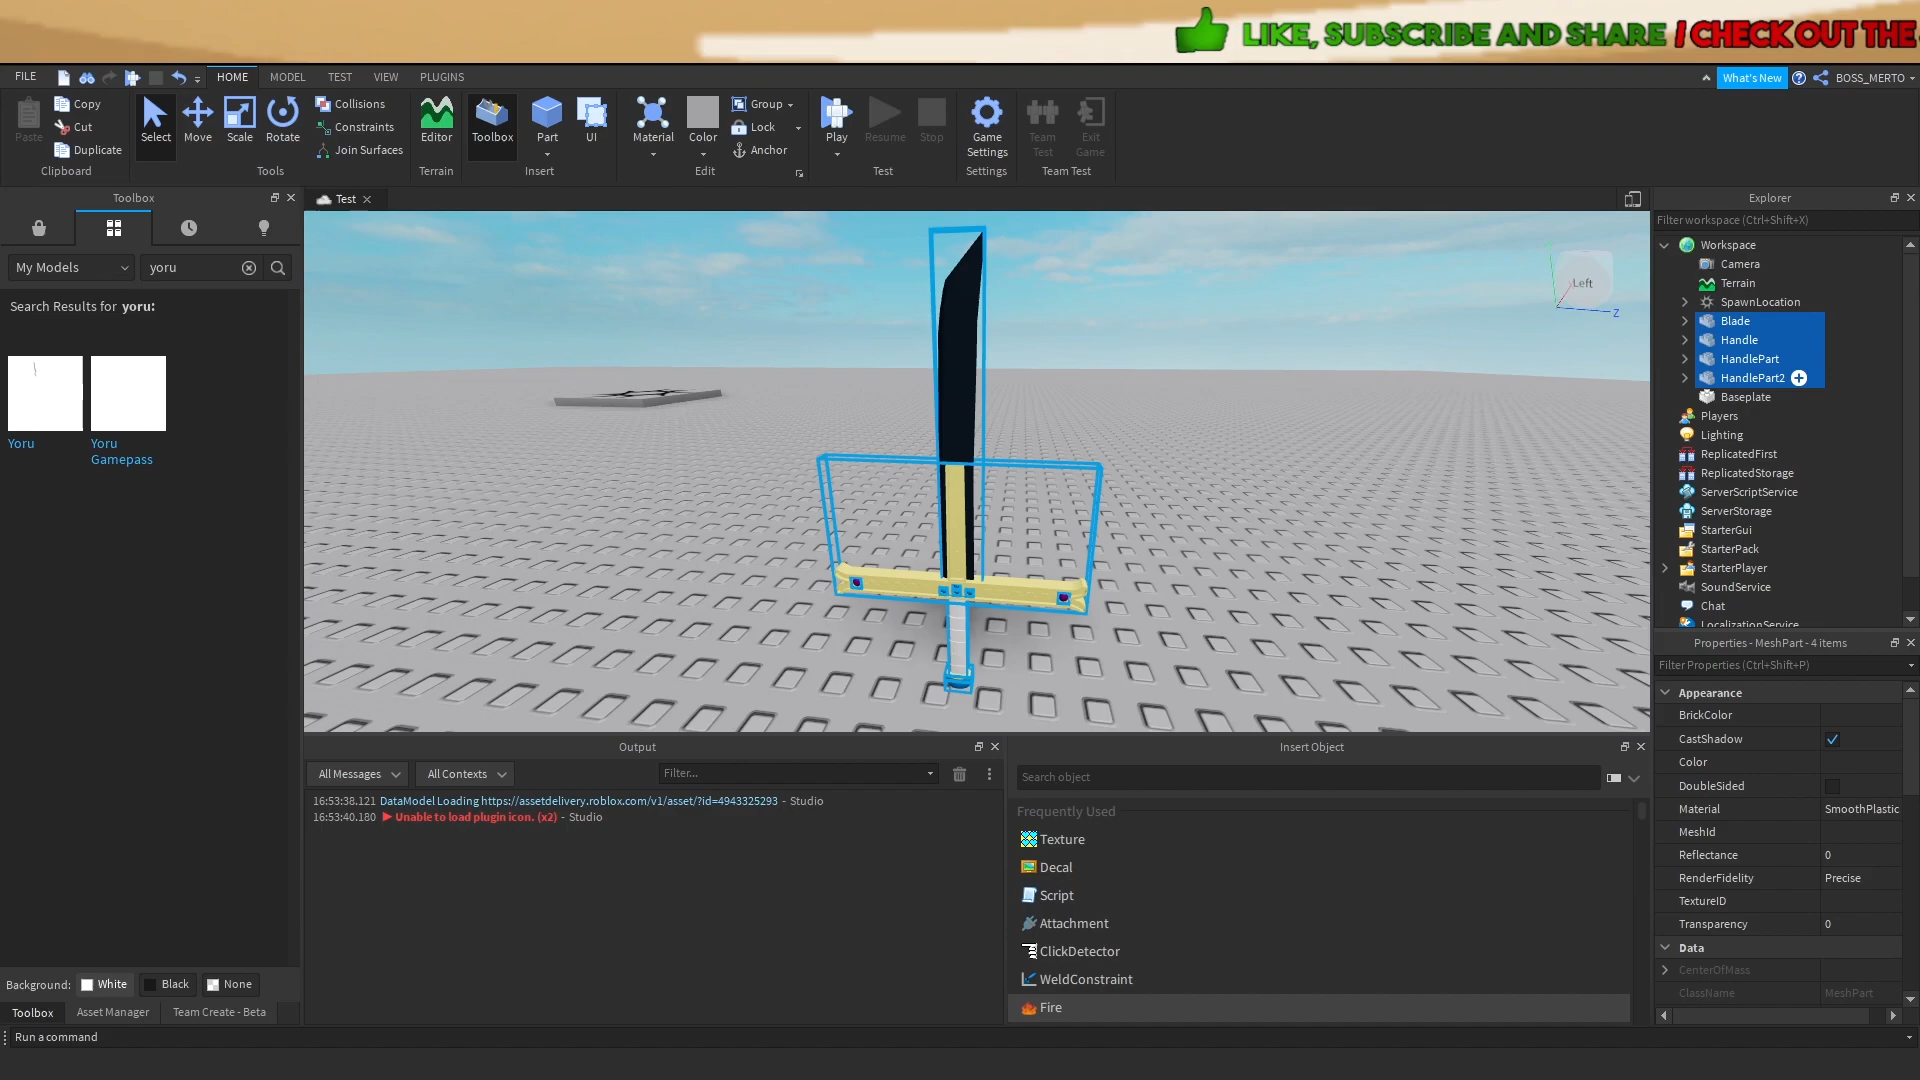 LIKE, SUBSCRIBE AND SHARE / CHECK OUT THE
FILE
HOME
MODEL
TEST
VIEW
PLUGINS
What's New
BOSS_MERTO
Paste
Copy
Cut
Duplicate
Clipboard
Select
Move
Scale
Rotate
Collisions
Constraints
Join Surfaces
Tools
Editor
Terrain
Toolbox
Part
UI
Insert
Material
Color
Group
Lock
Anchor
Edit
Play
Resume
Stop
Test
Game
Settings
Settings
Team
Test
Exit
Game
Team Test
Toolbox
My Models
yoru
Search Results for yoru:
Yoru
Yoru
Gamepass
Background:
White
Black
None
Toolbox
Asset Manager
Team Create - Beta
Run a command
Test
Left
Z
Output
All Messages
All Contexts
Filter...
16:53:38.121 DataModel Loading https://assetdelivery.roblox.com/v1/asset/?id=4943325293 - Studio
16:53:40.180 Unable to load plugin icon. (x2) - Studio
Insert Object
Search object
Frequently Used
Texture
Decal
Script
Attachment
ClickDetector
WeldConstraint
Fire
Explorer
Filter workspace (Ctrl+Shift+X)
Workspace
Camera
Terrain
SpawnLocation
Blade
Handle
HandlePart
HandlePart2
Baseplate
Players
Lighting
ReplicatedFirst
ReplicatedStorage
ServerScriptService
ServerStorage
StarterGui
StarterPack
StarterPlayer
SoundService
Chat
LocalizationService
Properties - MeshPart - 4 items
Filter Properties (Ctrl+Shift+P)
Appearance
BrickColor
CastShadow
Color
DoubleSided
Material SmoothPlastic
MeshId
Reflectance 0
RenderFidelity Precise
TextureID
Transparency 0
Data
CenterOfMass
ClassName MeshPart